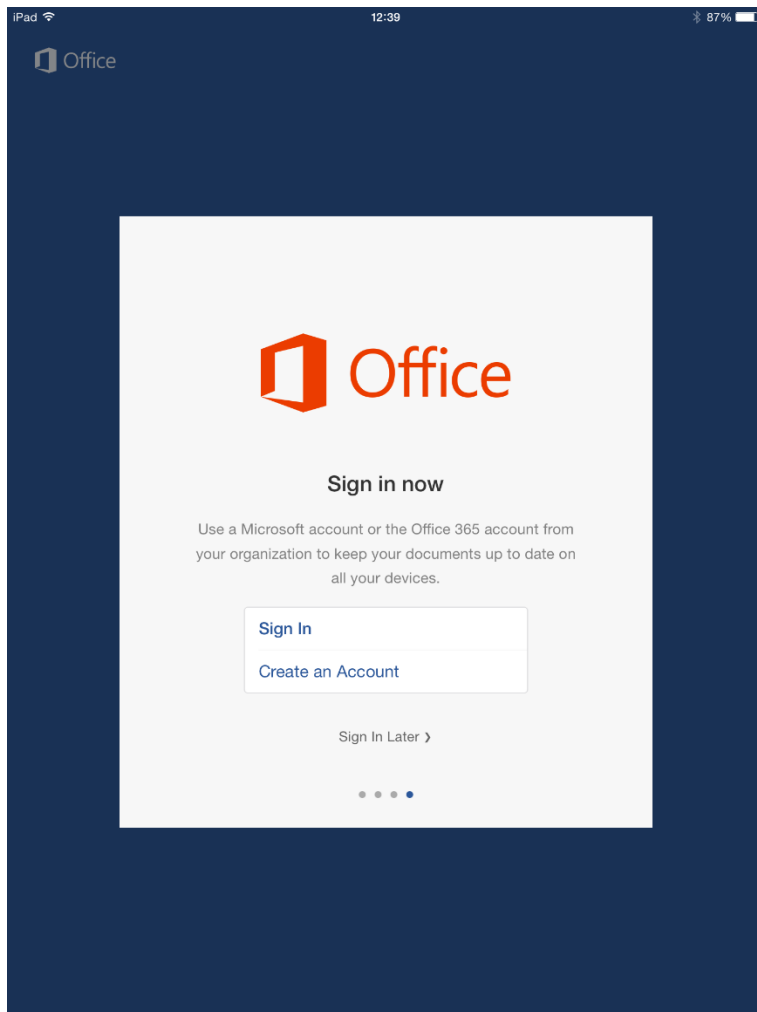 iPad 12:39 87%
Office
Office
Sign in now
Use a Microsoft account or the Office 365 account from
your organization to keep your documents up to date on
all your devices.
Sign In
Create an Account
Sign In Later ❯